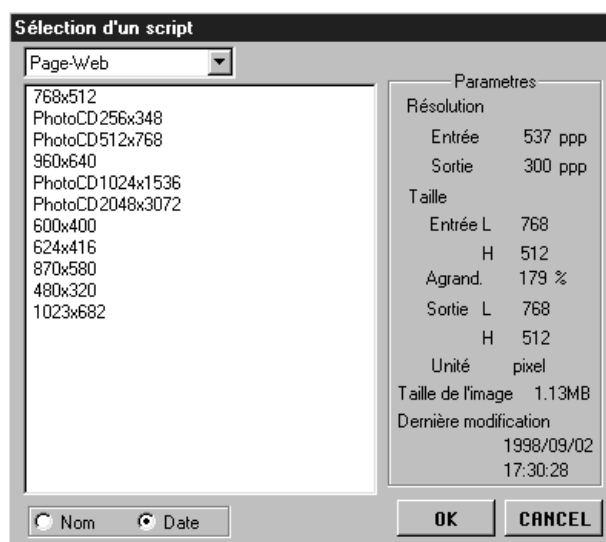 Sélection d'un script
Page-Web
768x512
PhotoCD256x348
PhotoCD512x768
960x640
PhotoCD1024x1536
PhotoCD2048x3072
600x400
624x416
870x580
480x320
1023x682
Nom Date
Parametres
Résolution
Entrée 537 ppp
Sortie 300 ppp
Taille
Entrée L 768
H 512
Agrand. 179 %
Sortie L 768
H 512
Unité pixel
Taille de l'image 1.13MB
Dernière modification
1998/09/02
17:30:28
OK CANCEL